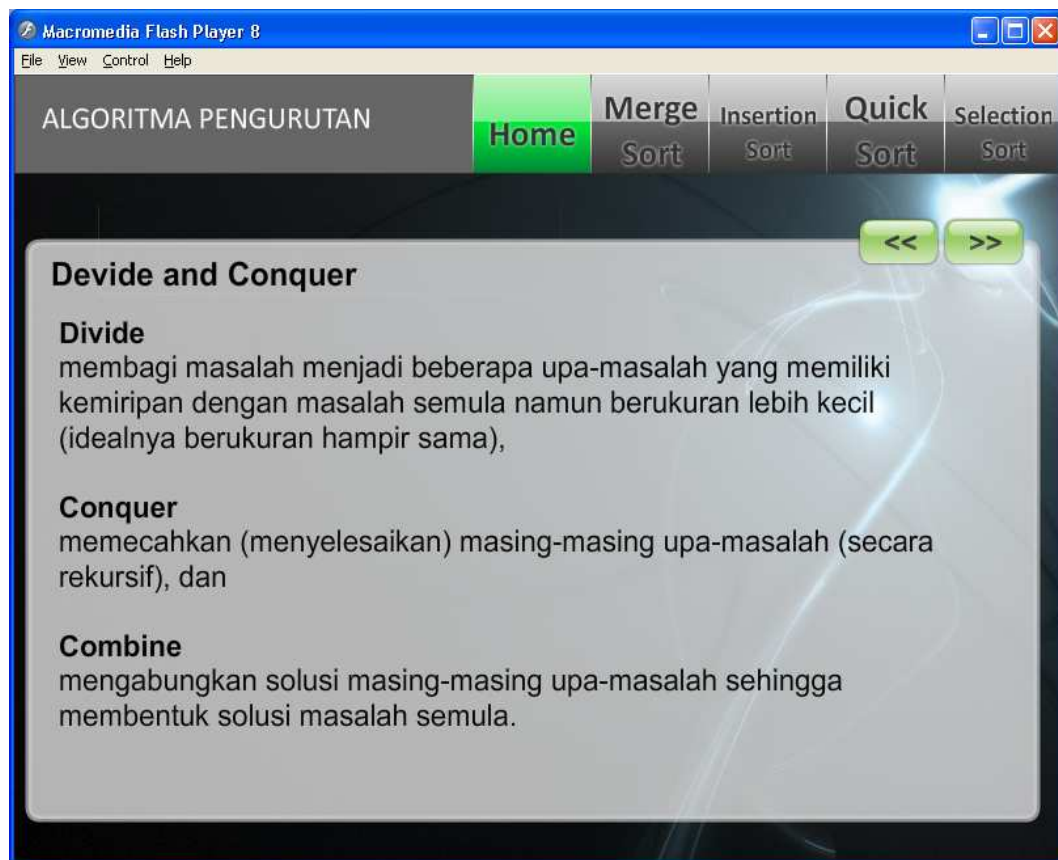 Macromedia Flash Player 8
File View Control Help
ALGORITMA PENGURUTAN
Home
Merge
Sort
Insertion
Sort
Quick
Sort
Selection
Sort
<< >>
Devide and Conquer
Divide
membagi masalah menjadi beberapa upa-masalah yang memiliki
kemiripan dengan masalah semula namun berukuran lebih kecil
(idealnya berukuran hampir sama),
Conquer
memecahkan (menyelesaikan) masing-masing upa-masalah (secara
rekursif), dan
Combine
mengabungkan solusi masing-masing upa-masalah sehingga
membentuk solusi masalah semula.